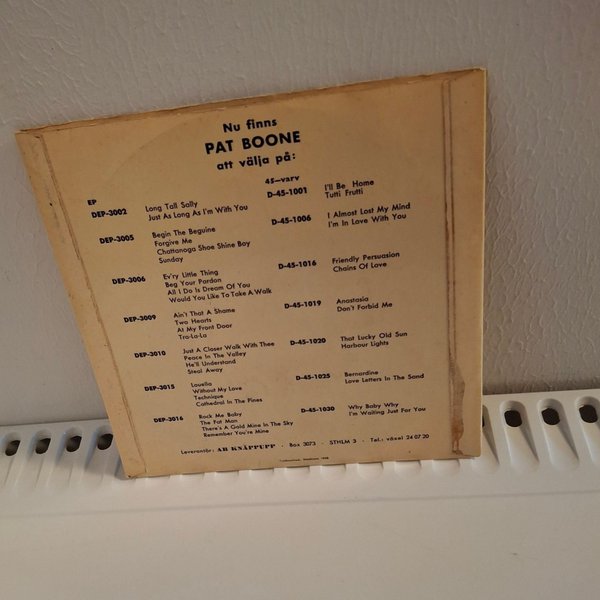 Nu finns
PAT BOONE
att välja på:
EP
DEP-3002 Long Tall Sally
Just As Long As I'm With You
DEP-3005 Begin The Beguine
Forgive Me
Chattanoga Shoe Shine Boy
Sunday
DEP-3006 Ev'ry Little Thing
Beg Your Pardon
All I Do Is Dream Of You
Would You Like To Take A Walk
DEP-3009 Ain't That A Shame
Two Hearts
At My Front Door
Tra-La-La
DEP-3010 Just A Closer Walk With Thee
Peace In The Valley
He'll Understand
Steal Away
DEP-3015 Louella
Without My Love
Technique
Cathedral In The Pines
DEP-3016 Rock Me Baby
The Fat Man
There's A Gold Mine In The Sky
Remember You're Mine
45—varv
D-45-1001 I'll Be Home
Tutti Frutti
D-45-1006 I Almost Lost My Mind
I'm In Love With You
D-45-1016 Friendly Persuasion
Chains Of Love
D-45-1019 Anastasia
Don't Forbid Me
D-45-1020 That Lucky Old Sun
Harbour Lights
D-45-1025 Bernardine
Love Letters In The Sand
D-45-1030 Why Baby Why
I'm Waiting Just For You
Leverantör: AB KNÄPPUPP · Box 3073 · STHLM 3 · Tel.: växel 24 07 20